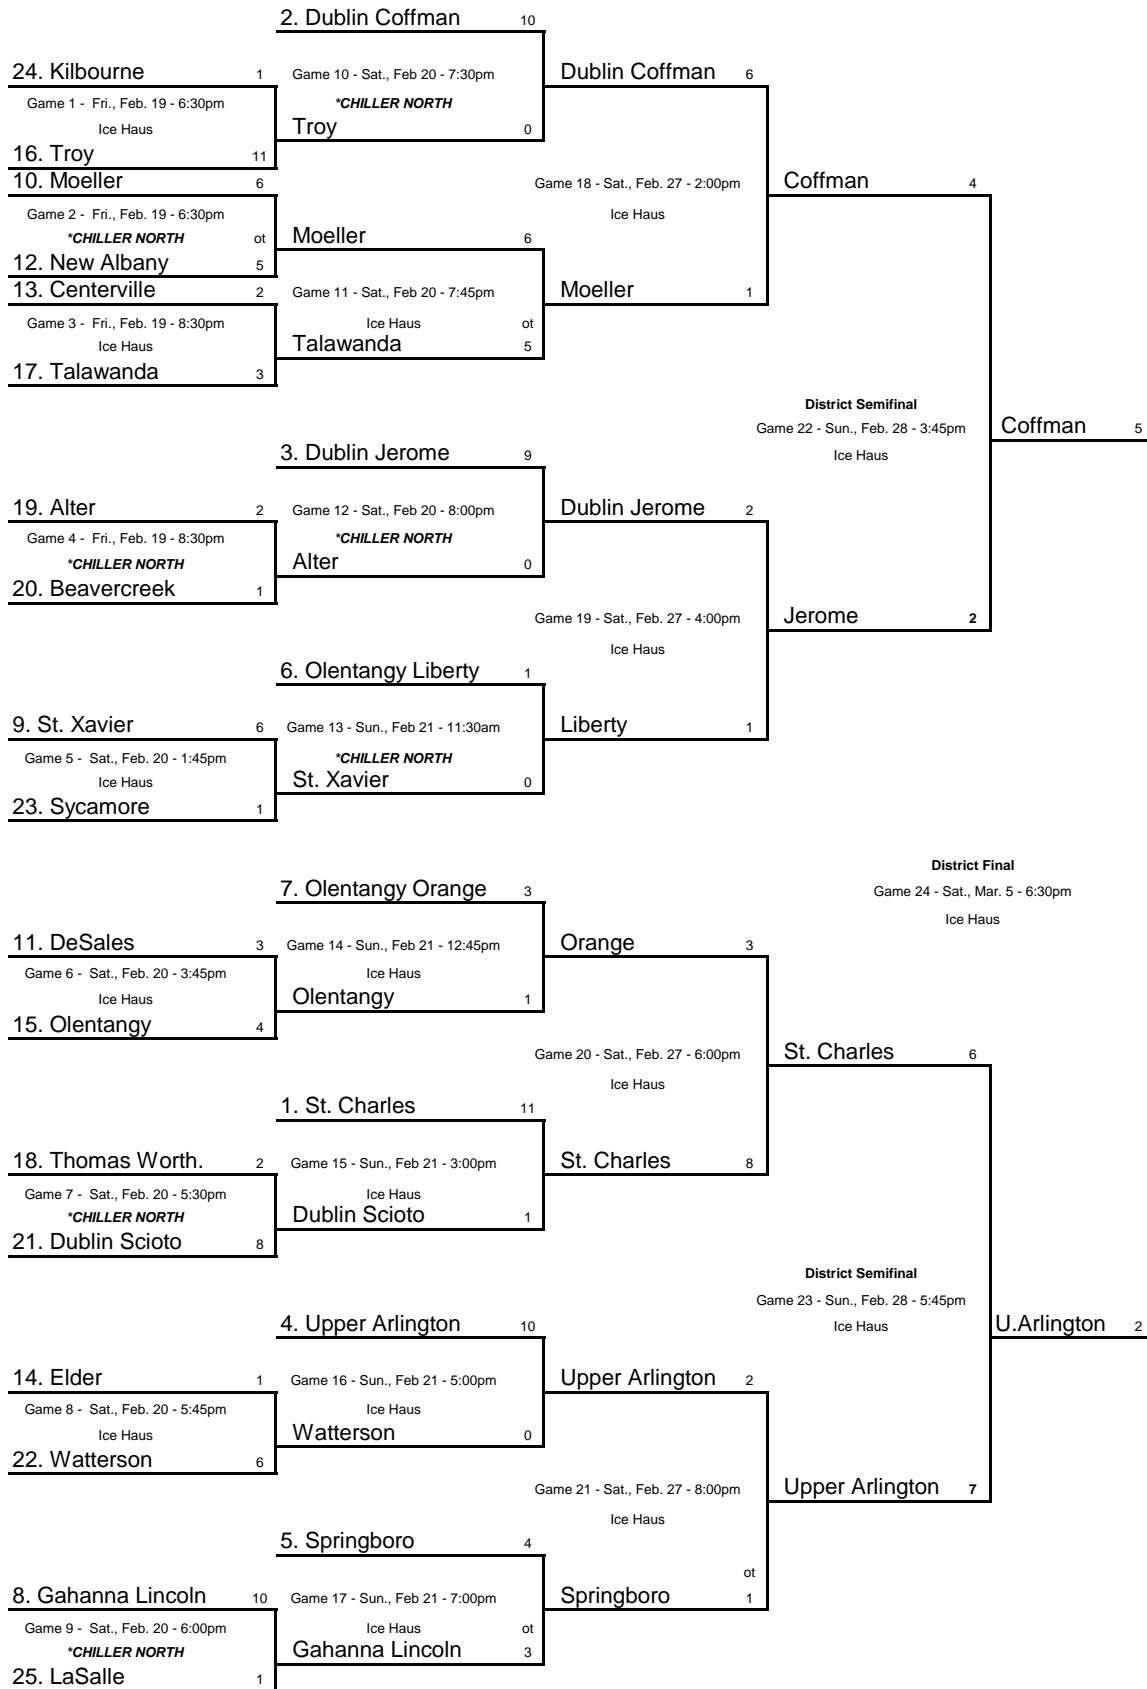 2. Dublin Coffman 10
24. Kilbourne 1
Game 10 - Sat., Feb 20 - 7:30pm
Dublin Coffman 6
Game 1 - Fri., Feb. 19 - 6:30pm
*CHILLER NORTH
Ice Haus
Troy 0
16. Troy 11
10. Moeller 6
Game 18 - Sat., Feb. 27 - 2:00pm
Coffman 4
Game 2 - Fri., Feb. 19 - 6:30pm
Ice Haus
*CHILLER NORTH ot
Moeller 6
12. New Albany 5
13. Centerville 2
Game 11 - Sat., Feb 20 - 7:45pm
Moeller 1
Game 3 - Fri., Feb. 19 - 8:30pm
Ice Haus ot
Ice Haus
Talawanda 5
17. Talawanda 3
District Semifinal
Game 22 - Sun., Feb. 28 - 3:45pm
Coffman 5
3. Dublin Jerome 9
Ice Haus
19. Alter 2
Game 12 - Sat., Feb 20 - 8:00pm
Dublin Jerome 2
Game 4 - Fri., Feb. 19 - 8:30pm
*CHILLER NORTH
*CHILLER NORTH
Alter 0
20. Beavercreek 1
Game 19 - Sat., Feb. 27 - 4:00pm
Jerome 2
Ice Haus
6. Olentangy Liberty 1
9. St. Xavier 6
Game 13 - Sun., Feb 21 - 11:30am
Liberty 1
Game 5 - Sat., Feb. 20 - 1:45pm
*CHILLER NORTH
Ice Haus
St. Xavier 0
23. Sycamore 1
District Final
7. Olentangy Orange 3
Game 24 - Sat., Mar. 5 - 6:30pm
Ice Haus
11. DeSales 3
Game 14 - Sun., Feb 21 - 12:45pm
Orange 3
Game 6 - Sat., Feb. 20 - 3:45pm
Ice Haus
Ice Haus
Olentangy 1
15. Olentangy 4
Game 20 - Sat., Feb. 27 - 6:00pm
St. Charles 6
Ice Haus
1. St. Charles 11
18. Thomas Worth. 2
Game 15 - Sun., Feb 21 - 3:00pm
St. Charles 8
Game 7 - Sat., Feb. 20 - 5:30pm
Ice Haus
*CHILLER NORTH
Dublin Scioto 1
21. Dublin Scioto 8
District Semifinal
Game 23 - Sun., Feb. 28 - 5:45pm
4. Upper Arlington 10
Ice Haus
U.Arlington 2
14. Elder 1
Game 16 - Sun., Feb 21 - 5:00pm
Upper Arlington 2
Game 8 - Sat., Feb. 20 - 5:45pm
Ice Haus
Ice Haus
Watterson 0
22. Watterson 6
Game 21 - Sat., Feb. 27 - 8:00pm
Upper Arlington 7
Ice Haus
5. Springboro 4
ot
8. Gahanna Lincoln 10
Game 17 - Sun., Feb 21 - 7:00pm
Springboro 1
Game 9 - Sat., Feb. 20 - 6:00pm
Ice Haus ot
*CHILLER NORTH
Gahanna Lincoln 3
25. LaSalle 1